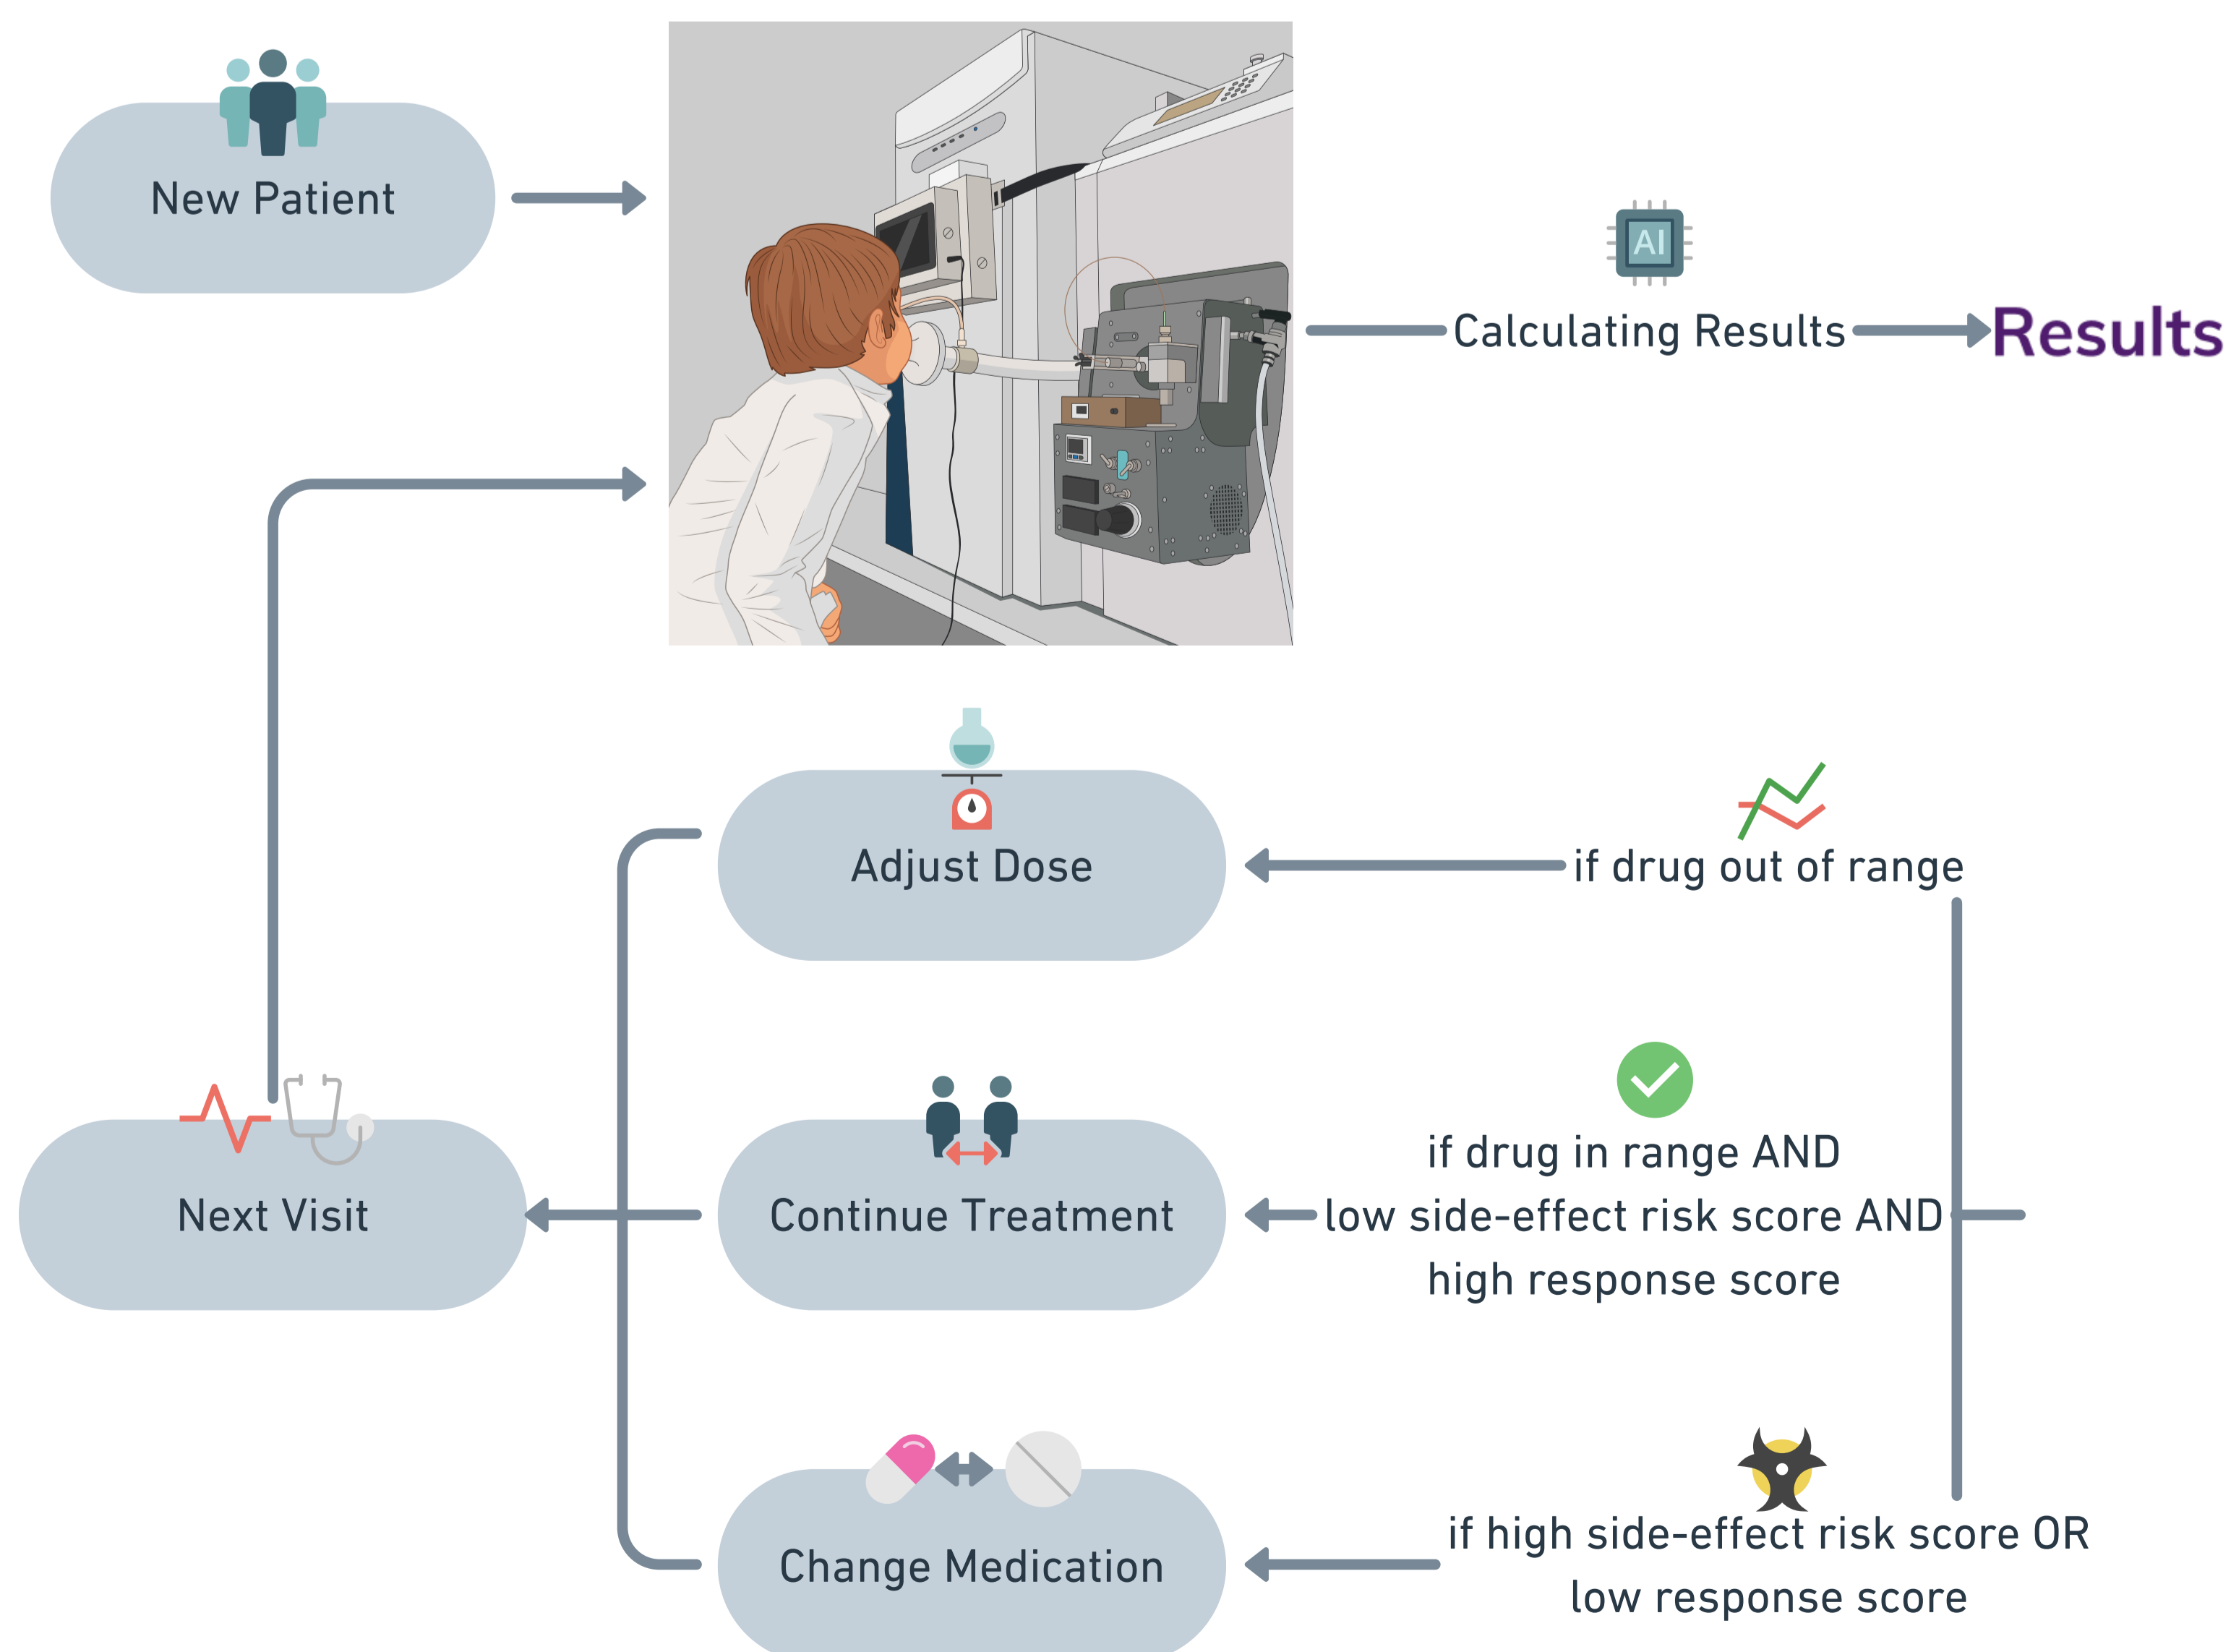 New Patient
AI
Calculating Results
Results
Adjust Dose
if drug out of range
Next Visit
Continue Treatment
if drug in range AND
low side-effect risk score AND
high response score
Change Medication
if high side-effect risk score OR
low response score